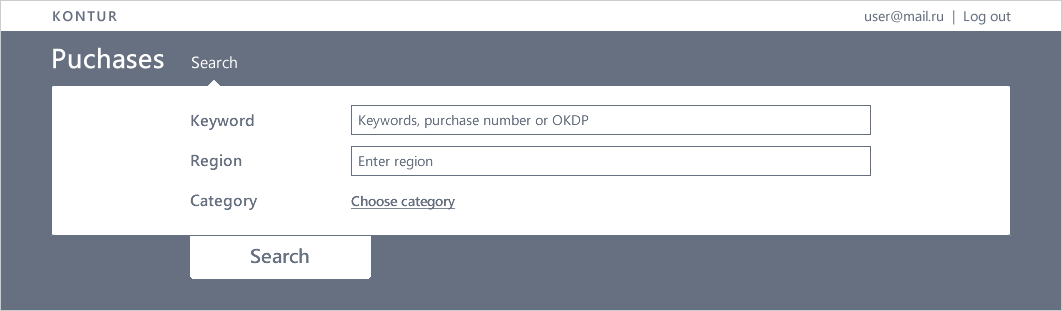 KONTUR
user@mail.ru | Log out
Puchases
Search
Keyword
Keywords, purchase number or OKDP
Region
Enter region
Category
Choose category
Search